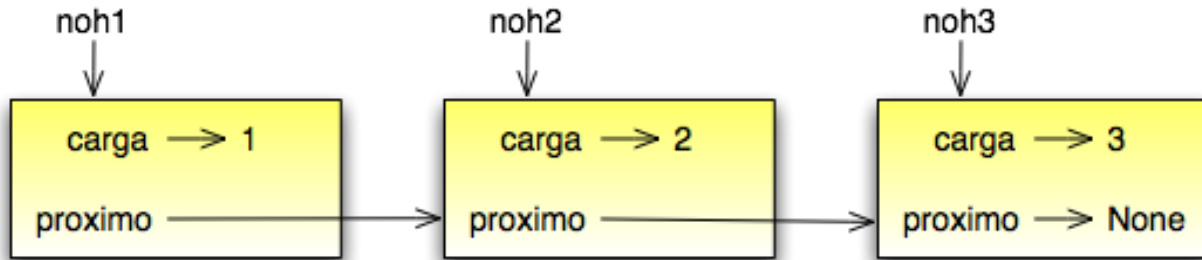 noh1 noh2 noh3
carga 1 carga 2 carga 3
proximo proximo proximo None